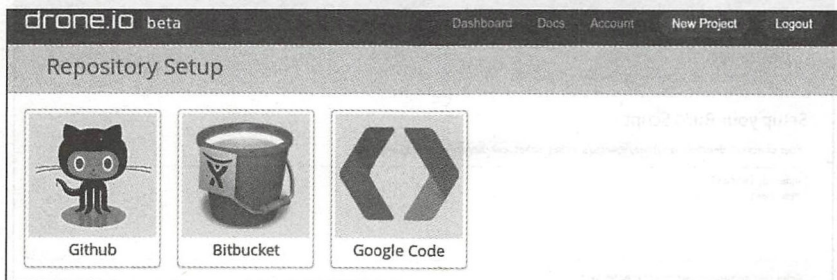 drone.io beta
Dashboard Docs Account New Project Logout
Repository Setup
Github Bitbucket Google Code